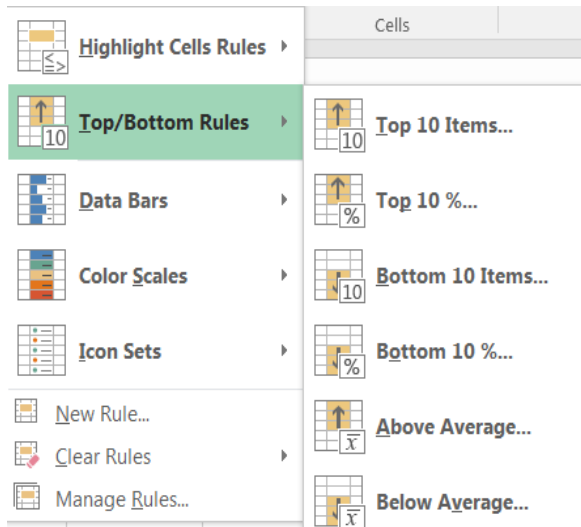 Cells
Highlight Cells Rules
Top/Bottom Rules
Data Bars
Color Scales
Icon Sets
New Rule...
Clear Rules
Manage Rules...
10
Top 10 Items...
%
Top 10 %...
10
Bottom 10 Items...
%
Bottom 10 %...
x̅
Above Average...
x̅
Below Average...
≤
>
10